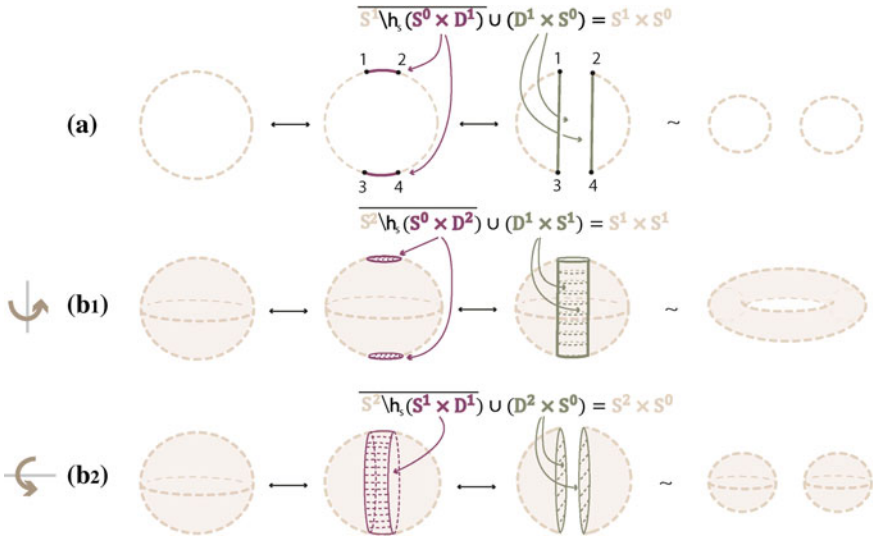 S¹\hₛ(S⁰ × D¹) ∪ (D¹ × S⁰) = S¹ × S⁰
1 2 1 2
(a) ~
3 4 3 4
S²\hₛ(S⁰ × D²) ∪ (D¹ × S¹) = S¹ × S¹
(b1) ~
S²\hₛ(S¹ × D¹) ∪ (D² × S⁰) = S² × S⁰
(b2) ~